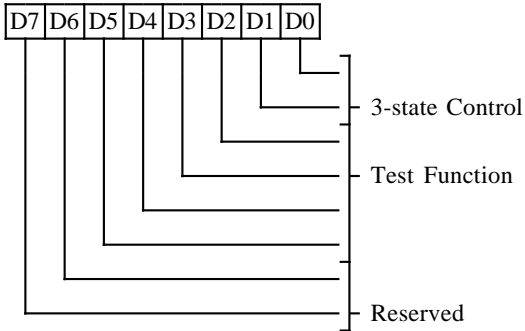 D7 D6 D5 D4 D3 D2 D1 D0
3-state Control
Test Function
Reserved